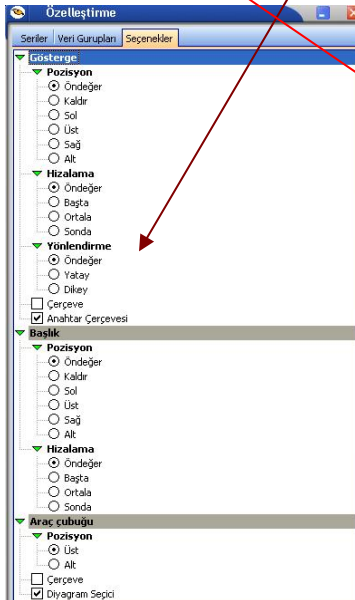 Özelleştirme
Seriler Veri Gurupları Seçenekler
Gösterge
Pozisyon
Öndeğer
Kaldır
Sol
Üst
Sağ
Alt
Hizalama
Öndeğer
Başta
Ortala
Sonda
Yönlendirme
Öndeğer
Yatay
Dikey
Çerçeve
Anahtar Çerçevesi
Başlık
Pozisyon
Öndeğer
Kaldır
Sol
Üst
Sağ
Alt
Hizalama
Öndeğer
Başta
Ortala
Sonda
Araç çubuğu
Pozisyon
Üst
Alt
Çerçeve
Diyagram Seçici